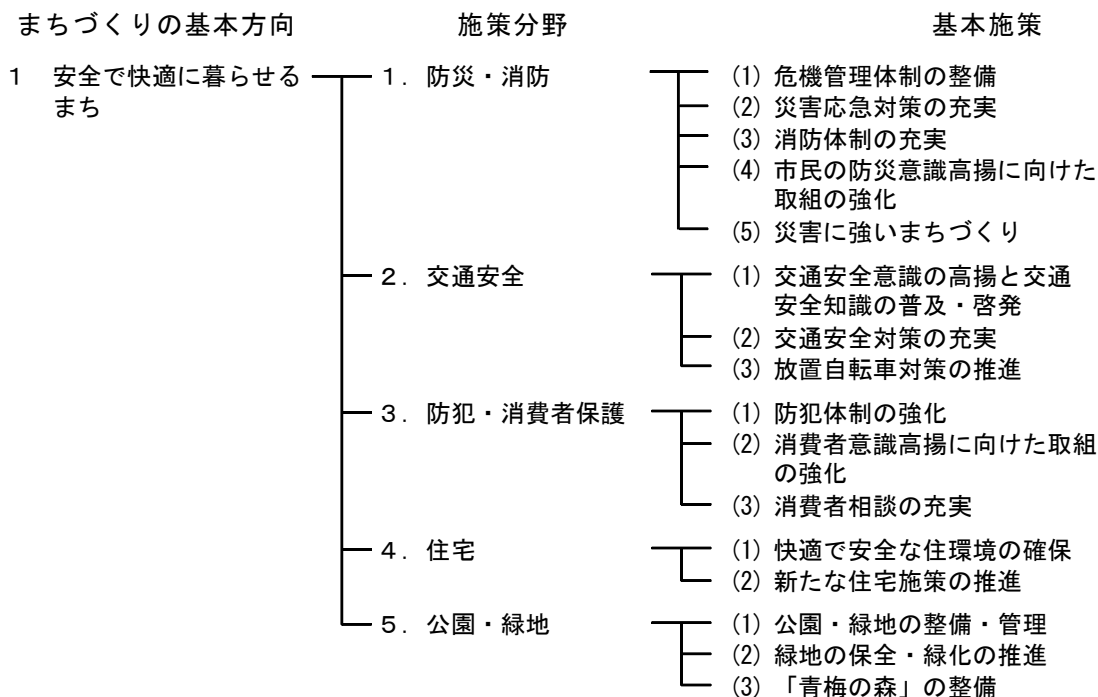 まちづくりの基本方向 施策分野 基本施策
1 安全で快適に暮らせる
まち
1. 防災・消防
(1) 危機管理体制の整備
(2) 災害応急対策の充実
(3) 消防体制の充実
(4) 市民の防災意識高揚に向けた
取組の強化
(5) 災害に強いまちづくり
2. 交通安全
(1) 交通安全意識の高揚と交通
安全知識の普及・啓発
(2) 交通安全対策の充実
(3) 放置自転車対策の推進
3. 防犯・消費者保護
(1) 防犯体制の強化
(2) 消費者意識高揚に向けた取組
の強化
(3) 消費者相談の充実
4. 住宅
(1) 快適で安全な住環境の確保
(2) 新たな住宅施策の推進
5. 公園・緑地
(1) 公園・緑地の整備・管理
(2) 緑地の保全・緑化の推進
(3) 「青梅の森」の整備